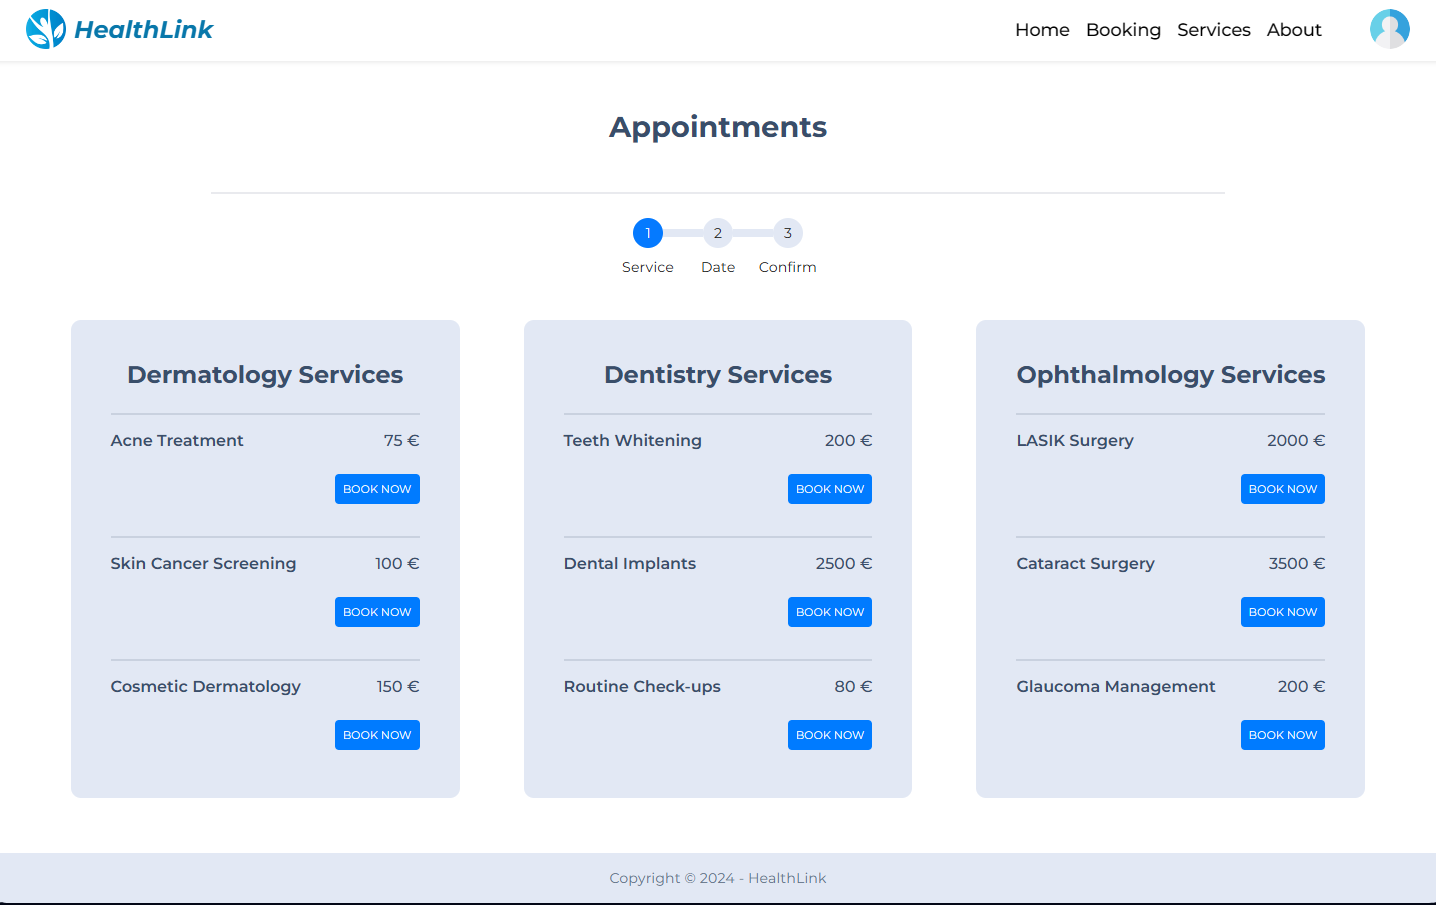 HealthLink
Home Booking Services About
Appointments
1 2 3
Service Date Confirm
Dermatology Services
Acne Treatment 75 €
BOOK NOW
Skin Cancer Screening 100 €
BOOK NOW
Cosmetic Dermatology 150 €
BOOK NOW
Dentistry Services
Teeth Whitening 200 €
BOOK NOW
Dental Implants 2500 €
BOOK NOW
Routine Check-ups 80 €
BOOK NOW
Ophthalmology Services
LASIK Surgery 2000 €
BOOK NOW
Cataract Surgery 3500 €
BOOK NOW
Glaucoma Management 200 €
BOOK NOW
Copyright © 2024 - HealthLink